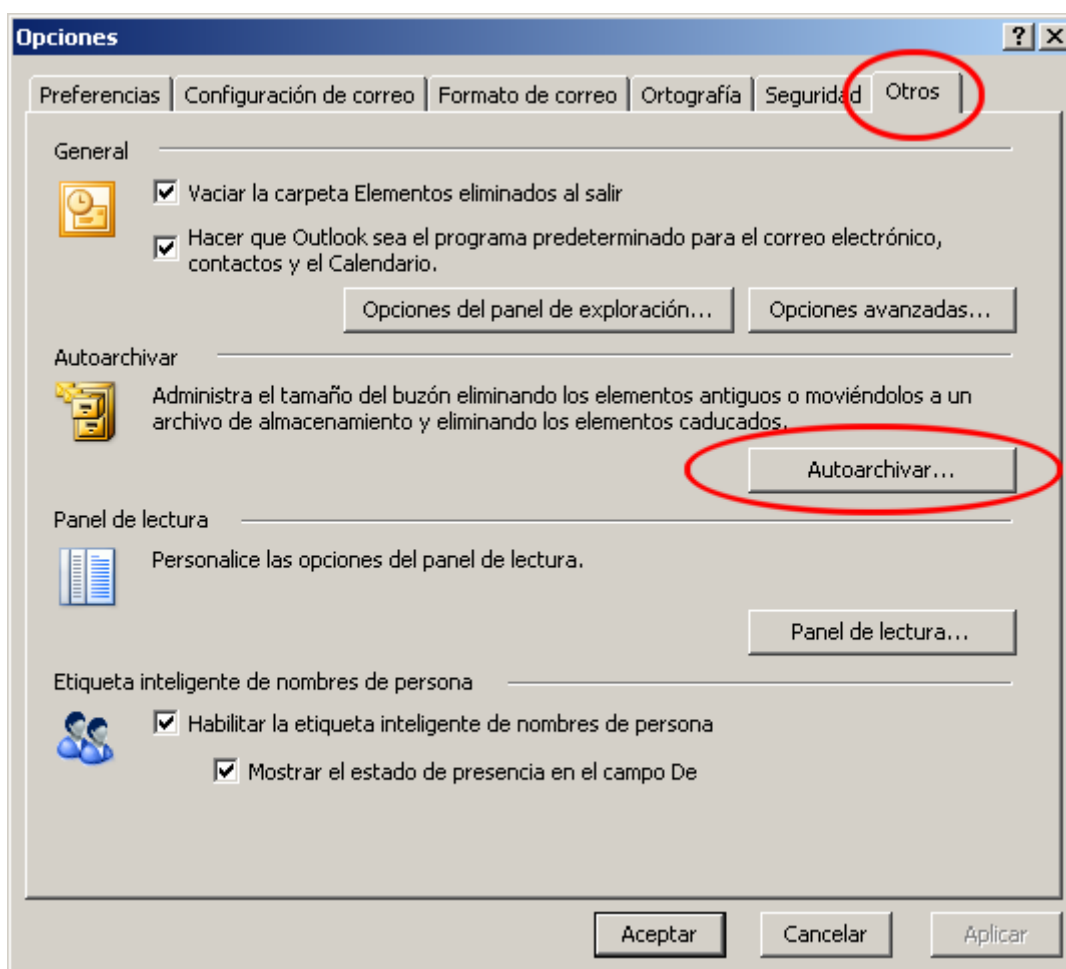 Opciones
Preferencias Configuración de correo Formato de correo Ortografía Seguridad Otros
General
Vaciar la carpeta Elementos eliminados al salir
Hacer que Outlook sea el programa predeterminado para el correo electrónico,
contactos y el Calendario.
Opciones del panel de exploración... Opciones avanzadas...
Autoarchivar
Administra el tamaño del buzón eliminando los elementos antiguos o moviéndolos a un
archivo de almacenamiento y eliminando los elementos caducados.
Autoarchivar...
Panel de lectura
Personalice las opciones del panel de lectura.
Panel de lectura...
Etiqueta inteligente de nombres de persona
Habilitar la etiqueta inteligente de nombres de persona
Mostrar el estado de presencia en el campo De
Aceptar Cancelar Aplicar